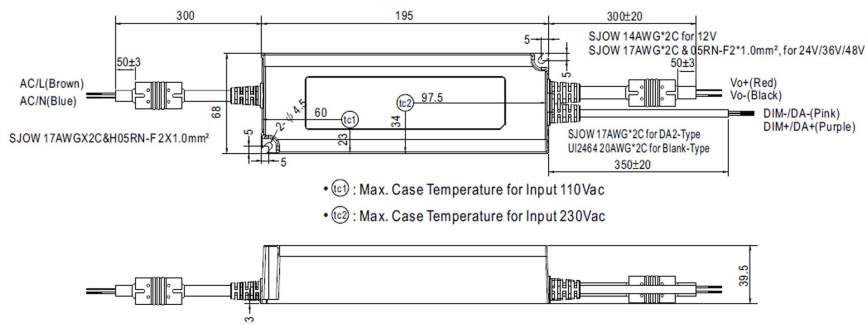 300
195
300±20
5
SJOW 14AWG*2C for 12V
SJOW 17AWG*2C & 05RN-F2*1.0mm², for 24V/36V/48V
50±3
50±3
5
AC/L(Brown)
AC/N(Blue)
68
2-φ4.5
60
tc1
tc2
97.5
34
23
Vo+(Red)
Vo-(Black)
DIM-/DA-(Pink)
DIM+/DA+(Purple)
SJOW 17AWGX2C&H05RN-F2X1.0mm²
5
5
SJOW 17AWG*2C for DA2-Type
UI2464 20AWG*2C for Blank-Type
350±20
• tc1 : Max. Case Temperature for Input 110Vac
• tc2 : Max. Case Temperature for Input 230Vac
39.5
3